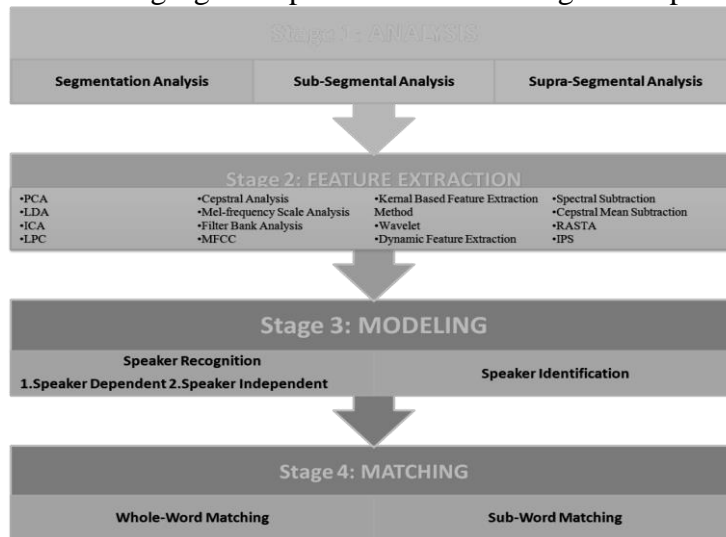 Stage 1: ANALYSIS
Segmentation Analysis
Sub-Segmental Analysis
Supra-Segmental Analysis
Stage 2: FEATURE EXTRACTION
•PCA
•LDA
•ICA
•LPC
•Cepstral Analysis
•Mel-frequency Scale Analysis
•Filter Bank Analysis
•MFCC
•Kernal Based Feature Extraction
Method
•Wavelet
•Dynamic Feature Extraction
•Spectral Subtraction
•Cepstral Mean Subtraction
•RASTA
•IPS
Stage 3: MODELING
Speaker Recognition
1.Speaker Dependent 2.Speaker Independent
Speaker Identification
Stage 4: MATCHING
Whole-Word Matching
Sub-Word Matching